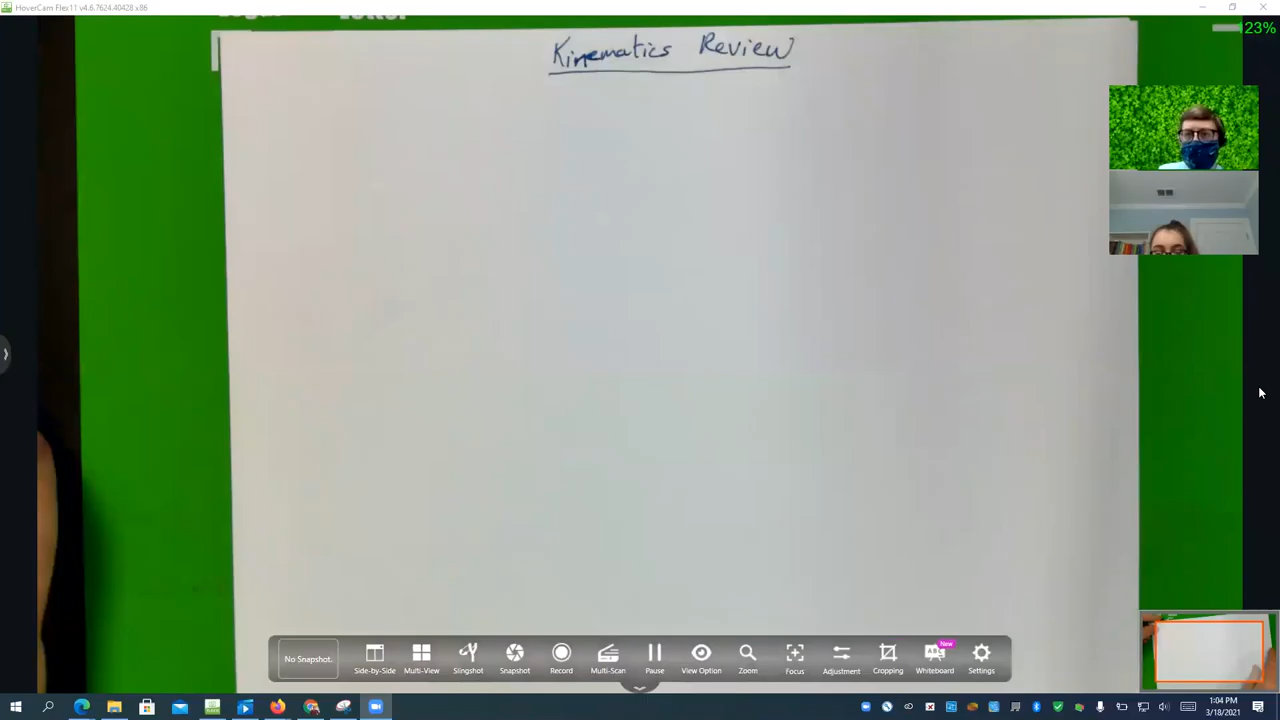 HoverCam Flex11 v4.6.7624.40428 x86
123%
Kinematics Review
No Snapshot.
Side-by-Side
Multi-View
Slingshot
Snapshot
Record
Multi-Scan
Pause
View Option
Zoom
Focus
Adjustment
Cropping
New
Whiteboard
Settings
1:04 PM
3/18/2021